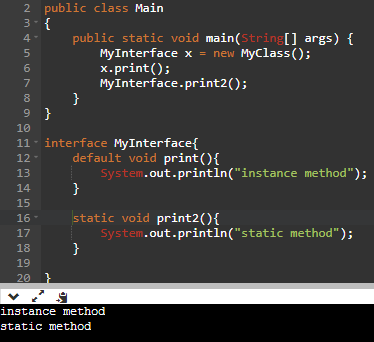 2 public class Main
3 {
4 public static void main(String[] args) {
5 MyInterface x = new MyClass();
6 x.print();
7 MyInterface.print2();
8 }
9 }
10
11 interface MyInterface{
12 default void print(){
13 System.out.println("instance method");
14 }
15
16 static void print2(){
17 System.out.println("static method");
18 }
19
20 }
instance method
static method